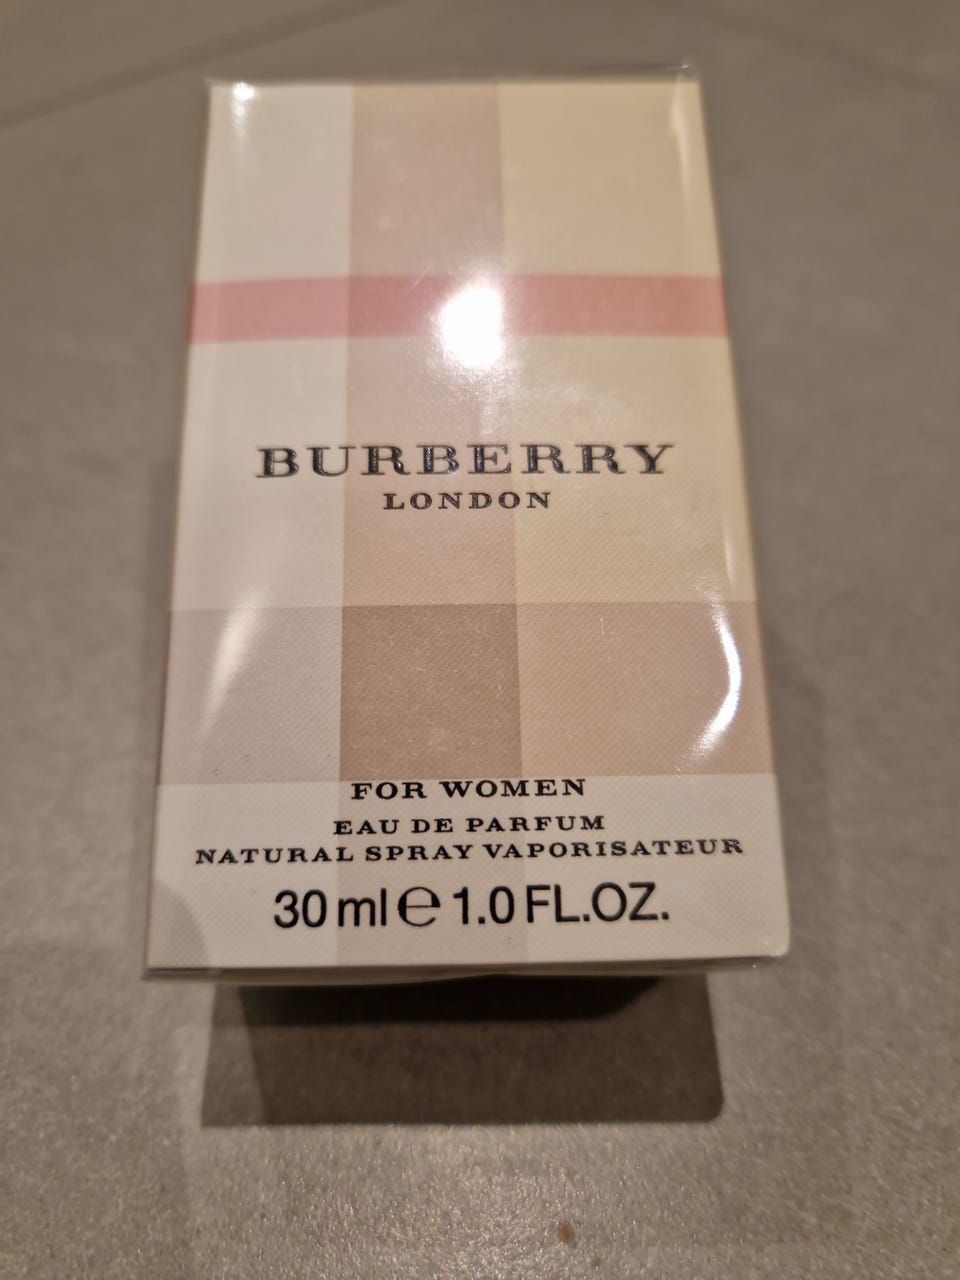 BURBERRY
LONDON
FOR WOMEN
EAU DE PARFUM
NATURAL SPRAY VAPORISATEUR
30 ml ℮ 1.0 FL.OZ.